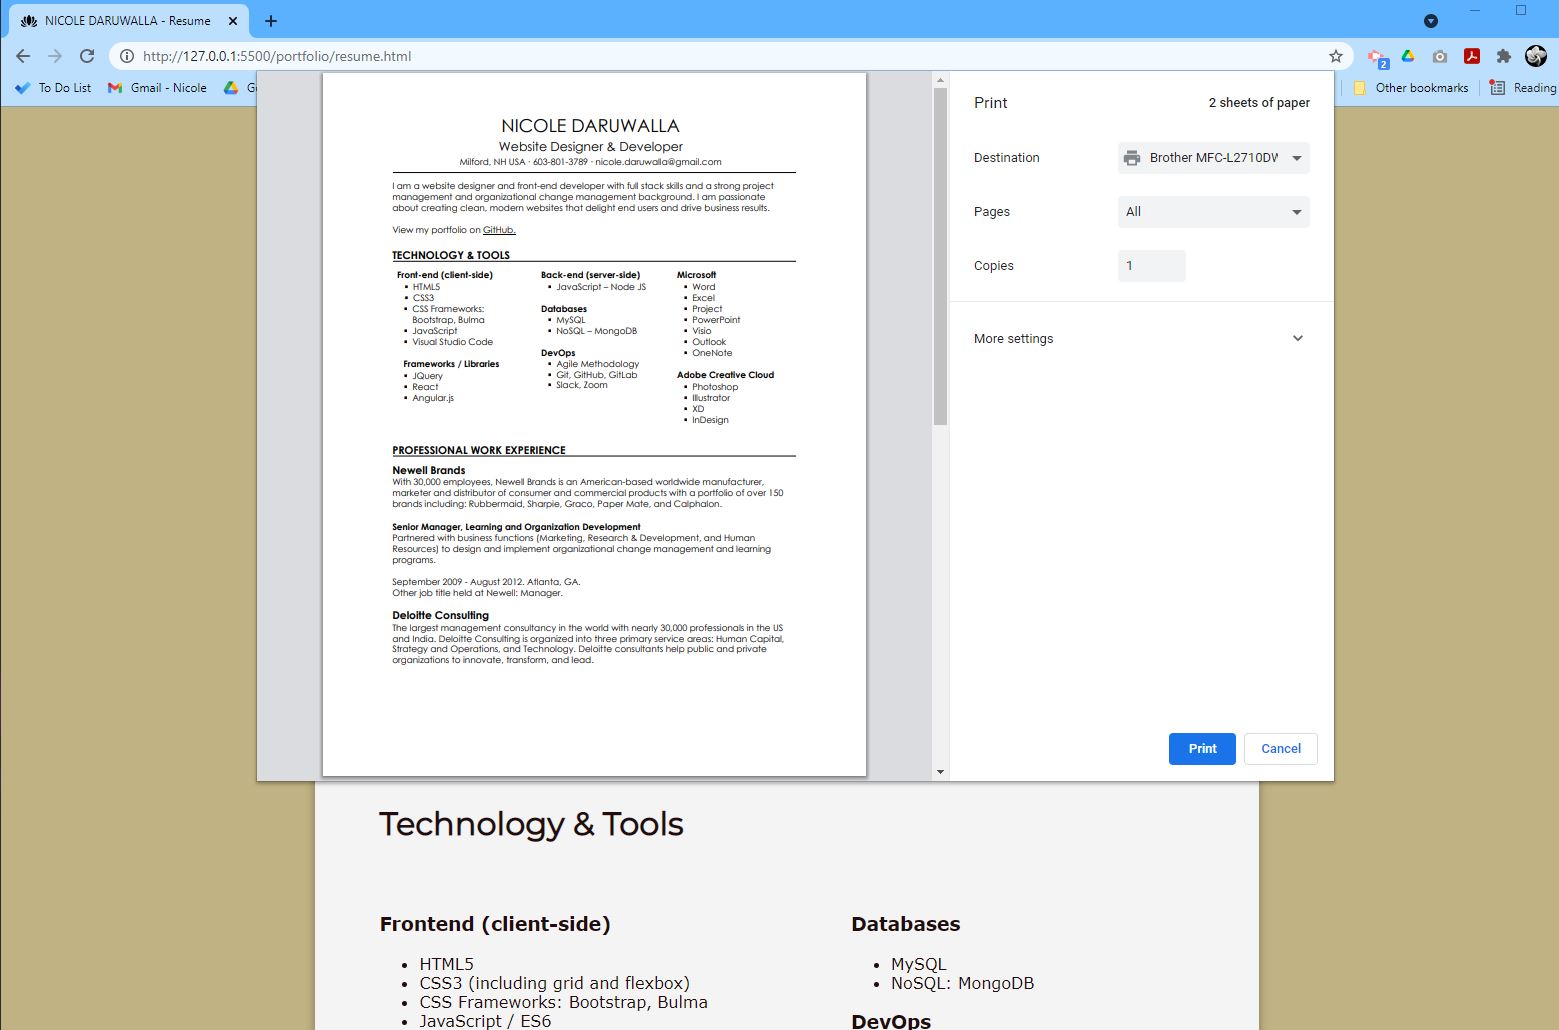 NICOLE DARUWALLA - Resume
http://127.0.0.1:5500/portfolio/resume.html
2
To Do List
Gmail - Nicole
Other bookmarks
Reading
NICOLE DARUWALLA
Website Designer & Developer
Milford, NH USA · 603-801-3789 · nicole.daruwalla@gmail.com
I am a website designer and front-end developer with full stack skills and a strong project
management and organizational change management background. I am passionate
about creating clean, modern websites that delight end users and drive business results.
View my portfolio on GitHub.
TECHNOLOGY & TOOLS
Front-end (client-side)
▪ HTML5
▪ CSS3
▪ CSS Frameworks:
Bootstrap, Bulma
▪ JavaScript
▪ Visual Studio Code
Frameworks / Libraries
▪ JQuery
▪ React
▪ Angular.js
Back-end (server-side)
▪ JavaScript – Node JS
Databases
▪ MySQL
▪ NoSQL – MongoDB
DevOps
▪ Agile Methodology
▪ Git, GitHub, GitLab
▪ Slack, Zoom
Microsoft
▪ Word
▪ Excel
▪ Project
▪ PowerPoint
▪ Visio
▪ Outlook
▪ OneNote
Adobe Creative Cloud
▪ Photoshop
▪ Illustrator
▪ XD
▪ InDesign
PROFESSIONAL WORK EXPERIENCE
Newell Brands
With 30,000 employees, Newell Brands is an American-based worldwide manufacturer,
marketer and distributor of consumer and commercial products with a portfolio of over 150
brands including: Rubbermaid, Sharpie, Graco, Paper Mate, and Calphalon.
Senior Manager, Learning and Organization Development
Partnered with business functions (Marketing, Research & Development, and Human
Resources) to design and implement organizational change management and learning
programs.
September 2009 - August 2012. Atlanta, GA.
Other job title held at Newell: Manager.
Deloitte Consulting
The largest management consultancy in the world with nearly 30,000 professionals in the US
and India. Deloitte Consulting is organized into three primary service areas: Human Capital,
Strategy and Operations, and Technology. Deloitte consultants help public and private
organizations to innovate, transform, and lead.
Print
2 sheets of paper
Destination
Brother MFC-L2710DW
Pages
All
Copies
1
More settings
Print
Cancel
Technology & Tools
Frontend (client-side)
• HTML5
• CSS3 (including grid and flexbox)
• CSS Frameworks: Bootstrap, Bulma
• JavaScript / ES6
Databases
• MySQL
• NoSQL: MongoDB
DevOps